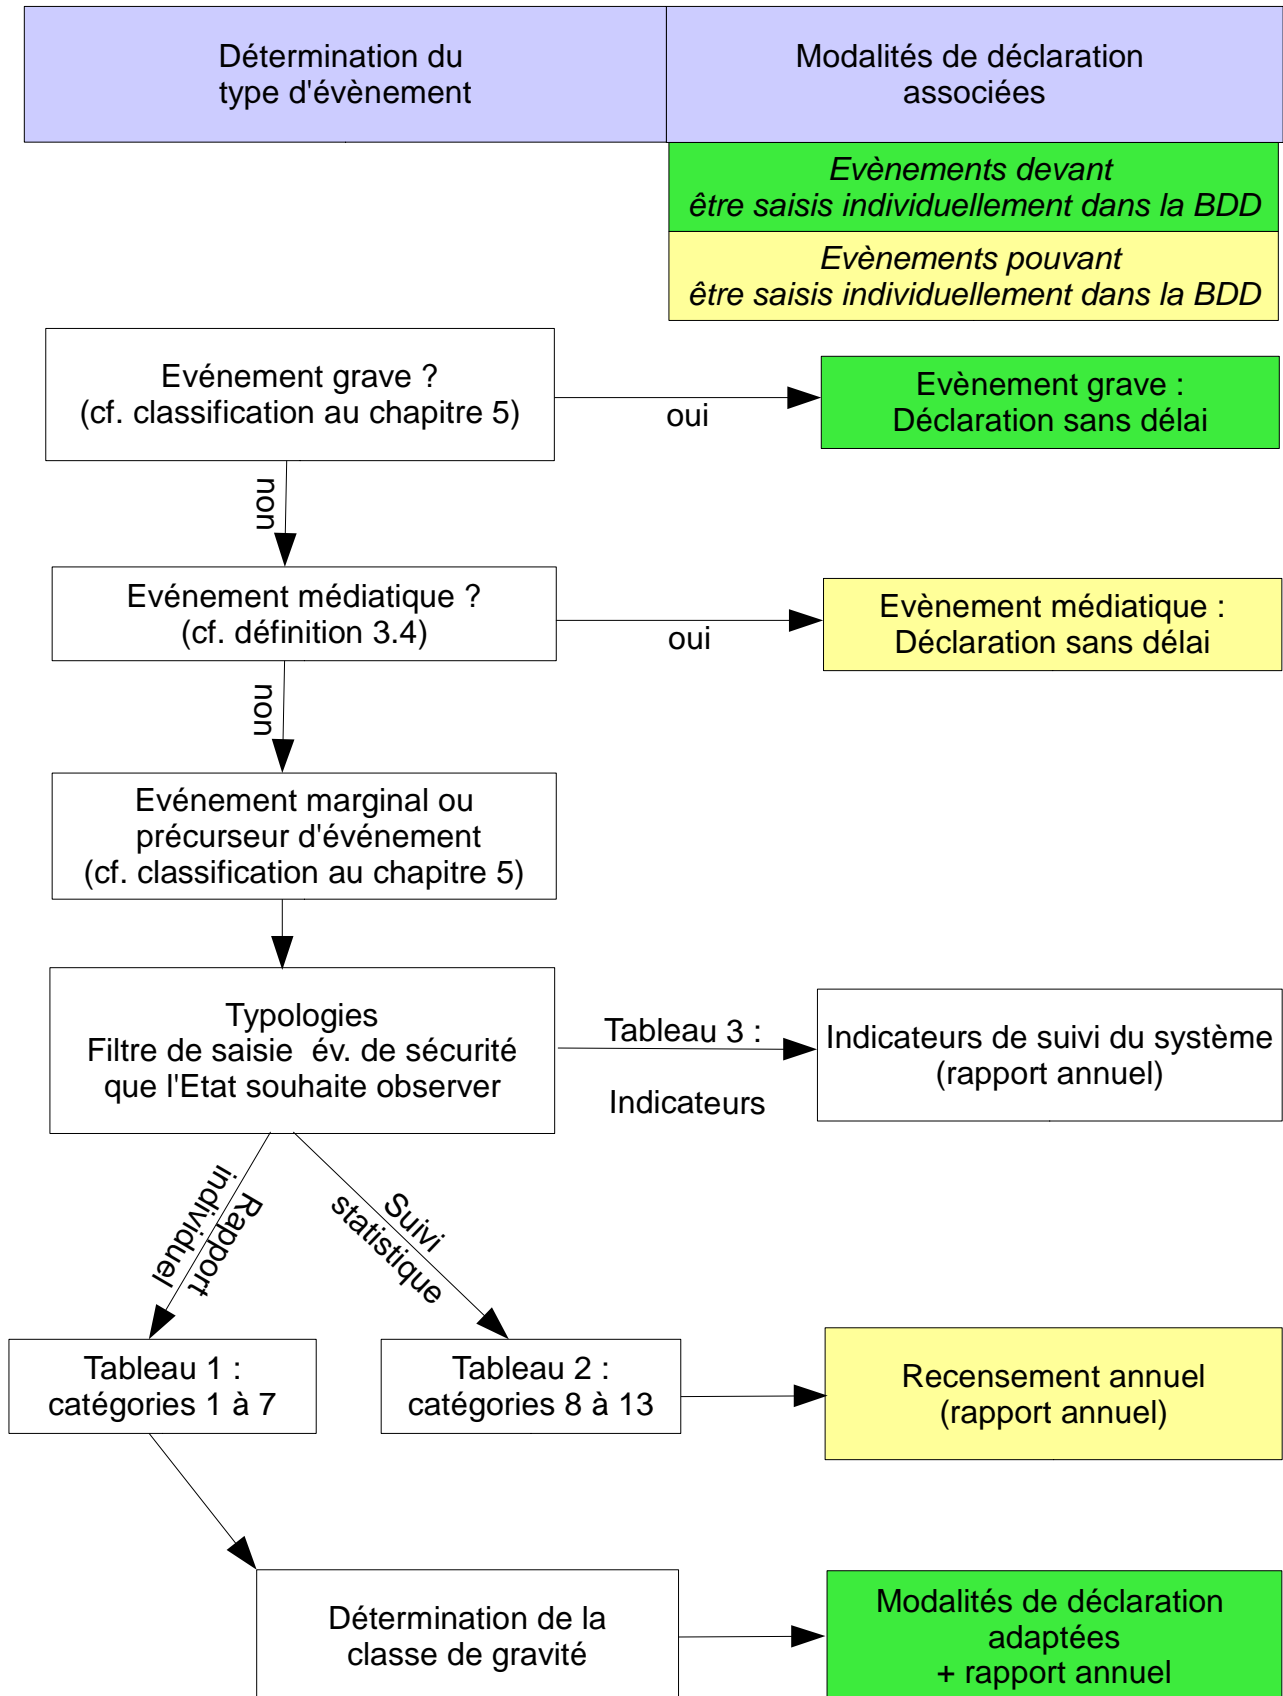 Détermination du
type d'évènement
Modalités de déclaration
associées
Evènements devant
être saisis individuellement dans la BDD
Evènements pouvant
être saisis individuellement dans la BDD
Evénement grave ?
(cf. classification au chapitre 5)
oui
Evènement grave :
Déclaration sans délai
non
Evénement médiatique ?
(cf. définition 3.4)
oui
Evènement médiatique :
Déclaration sans délai
non
Evénement marginal ou
précurseur d'événement
(cf. classification au chapitre 5)
Typologies
Filtre de saisie  év. de sécurité
que l'Etat souhaite observer
Tableau 3 :
Indicateurs
Indicateurs de suivi du système
(rapport annuel)
Rapport
individuel
Suivi
statistique
Tableau 1 :
catégories 1 à 7
Tableau 2 :
catégories 8 à 13
Recensement annuel
(rapport annuel)
Détermination de la
classe de gravité
Modalités de déclaration
adaptées
+ rapport annuel